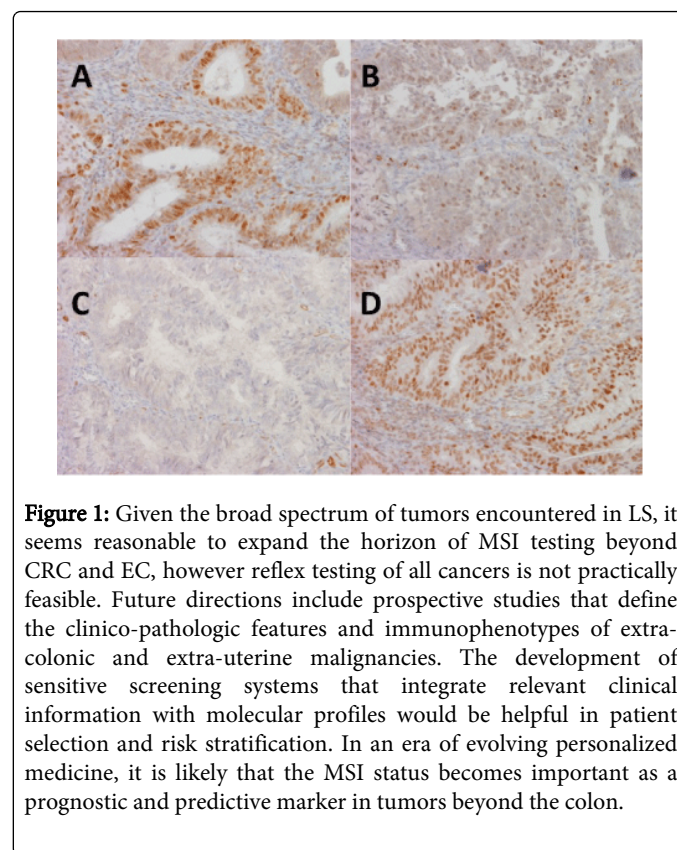 A
B
C
D
Figure 1: Given the broad spectrum of tumors encountered in LS, it
seems reasonable to expand the horizon of MSI testing beyond
CRC and EC, however reflex testing of all cancers is not practically
feasible. Future directions include prospective studies that define
the clinico-pathologic features and immunophenotypes of extra-
colonic and extra-uterine malignancies. The development of
sensitive screening systems that integrate relevant clinical
information with molecular profiles would be helpful in patient
selection and risk stratification. In an era of evolving personalized
medicine, it is likely that the MSI status becomes important as a
prognostic and predictive marker in tumors beyond the colon.